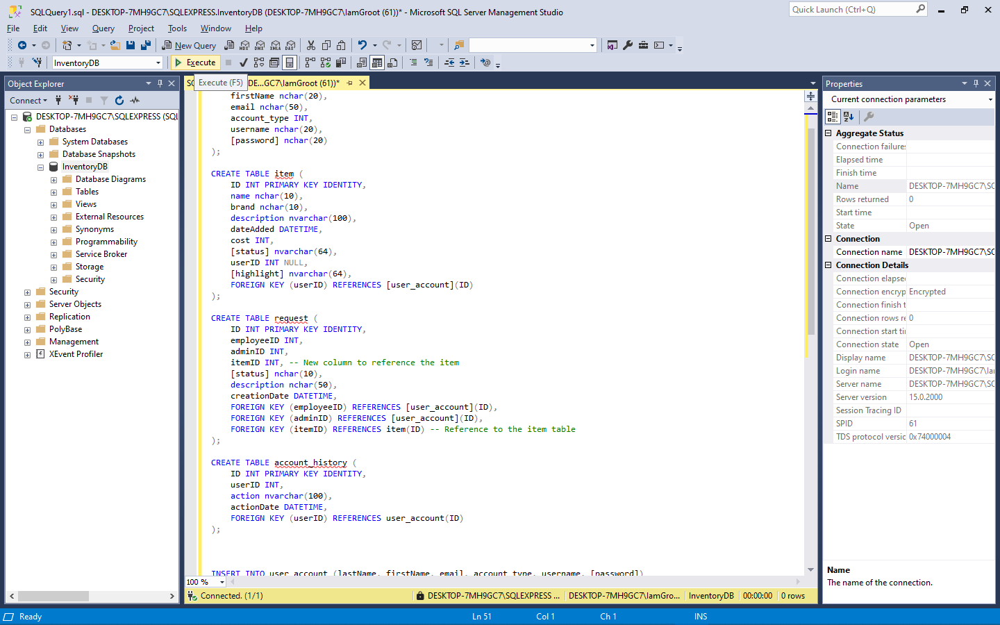 SQLQuery1.sql - DESKTOP-7MH9GC7\SQLEXPRESS.InventoryDB (DESKTOP-7MH9GC7\IamGroot (61))* - Microsoft SQL Server Management Studio
Quick Launch (Ctrl+Q)
File Edit View Query Project Tools Window Help
New Query
MDX DMX XMLA DAX
InventoryDB
Execute
Object Explorer
Execute (F5)
DE...GC7\IamGroot (61))*
Connect
DESKTOP-7MH9GC7\SQLEXPRESS (SQL
Databases
System Databases
Database Snapshots
InventoryDB
Database Diagrams
Tables
Views
External Resources
Synonyms
Programmability
Service Broker
Storage
Security
Security
Server Objects
Replication
PolyBase
Management
XEvent Profiler
firstName nchar(20),
email nchar(50),
account_type INT,
username nchar(20),
[password] nchar(20)
);
CREATE TABLE item (
ID INT PRIMARY KEY IDENTITY,
name nchar(10),
brand nchar(10),
description nvarchar(100),
dateAdded DATETIME,
cost INT,
[status] nvarchar(64),
userID INT NULL,
[highlight] nvarchar(64),
FOREIGN KEY (userID) REFERENCES [user_account](ID)
);
CREATE TABLE request (
ID INT PRIMARY KEY IDENTITY,
employeeID INT,
adminID INT,
itemID INT, -- New column to reference the item
[status] nchar(10),
description nchar(50),
creationDate DATETIME,
FOREIGN KEY (employeeID) REFERENCES [user_account](ID),
FOREIGN KEY (adminID) REFERENCES [user_account](ID),
FOREIGN KEY (itemID) REFERENCES item(ID) -- Reference to the item table
);
CREATE TABLE account_history (
ID INT PRIMARY KEY IDENTITY,
userID INT,
action nvarchar(100),
actionDate DATETIME,
FOREIGN KEY (userID) REFERENCES user_account(ID)
);
INSERT INTO user_account (lastName, firstName, email, account_type, username, [password])
100 %
Connected. (1/1)
DESKTOP-7MH9GC7\SQLEXPRESS ...
DESKTOP-7MH9GC7\IamGro...
InventoryDB
00:00:00
0 rows
Properties
Current connection parameters
Aggregate Status
Connection failures
Elapsed time
Finish time
Name DESKTOP-7MH9GC7\SQ
Rows returned 0
Start time
State Open
Connection
Connection name DESKTOP-7MH9GC7\SQ
Connection Details
Connection elapsed
Connection encryp Encrypted
Connection finish t
Connection rows re 0
Connection start ti
Connection state Open
Display name DESKTOP-7MH9GC7\SQ
Login name DESKTOP-7MH9GC7\Ia
Server name DESKTOP-7MH9GC7\SQ
Server version 15.0.2000
Session Tracing ID
SPID 61
TDS protocol versic 0x74000004
Name
The name of the connection.
Ready
Ln 51
Col 1
Ch 1
INS